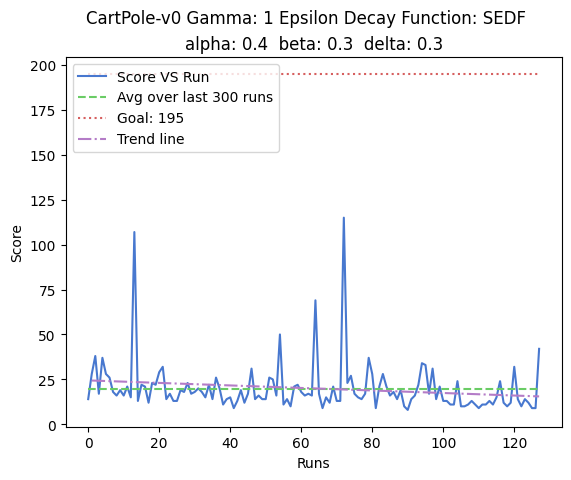 CartPole-v0 Gamma: 1 Epsilon Decay Function: SEDF
alpha: 0.4  beta: 0.3  delta: 0.3
Score VS Run
Avg over last 300 runs
Goal: 195
Trend line
200
175
150
125
100
75
50
25
0
Score
0
20
40
60
80
100
120
Runs